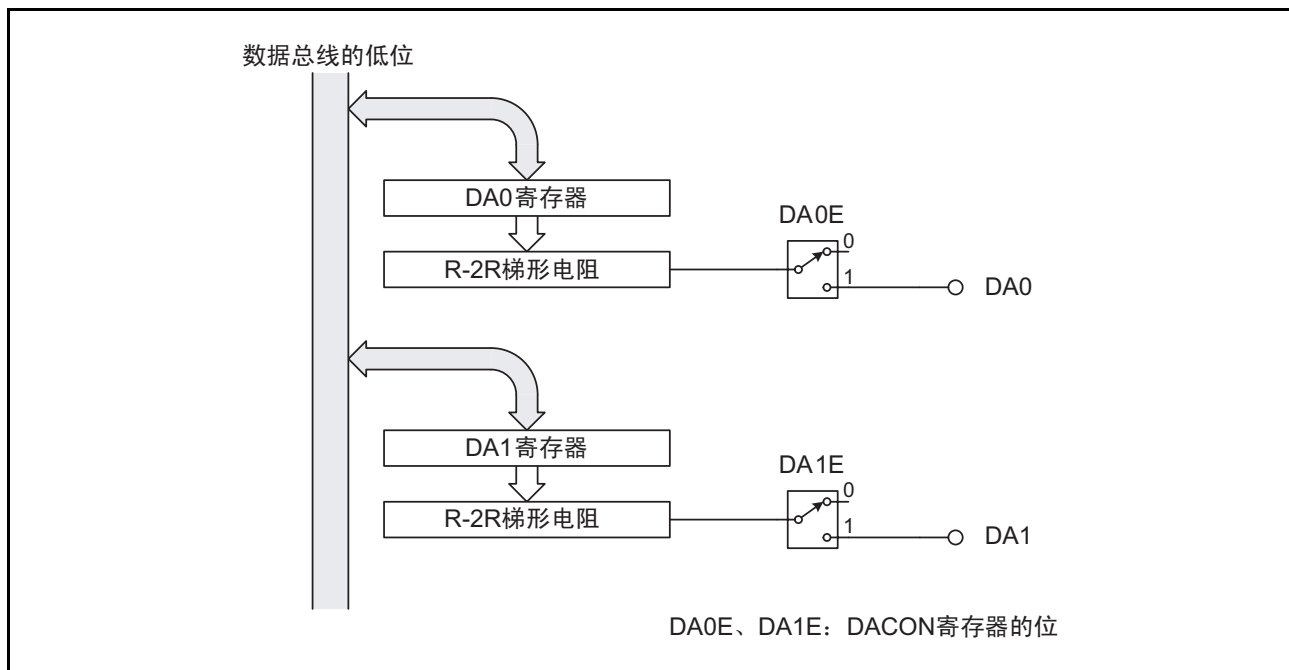 数据总线的低位
DA0寄存器
DA0E
0
R-2R梯形电阻
1
DA0
DA1寄存器
DA1E
0
R-2R梯形电阻
1
DA1
DA0E、DA1E：DACON寄存器的位